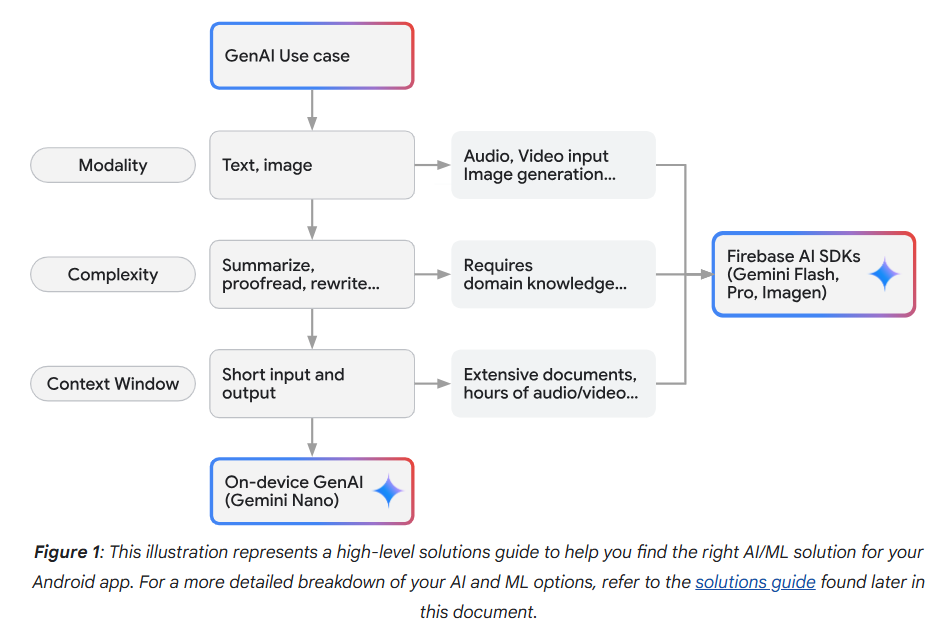 GenAI Use case
Modality
Text, image
Audio, Video input
Image generation...
Complexity
Summarize,
proofread, rewrite...
Requires
domain knowledge...
Firebase AI SDKs
(Gemini Flash,
Pro, Imagen)
Context Window
Short input and
output
Extensive documents,
hours of audio/video...
On-device GenAI
(Gemini Nano)
Figure 1: This illustration represents a high-level solutions guide to help you find the right AI/ML solution for your
Android app. For a more detailed breakdown of your AI and ML options, refer to the solutions guide found later in
this document.